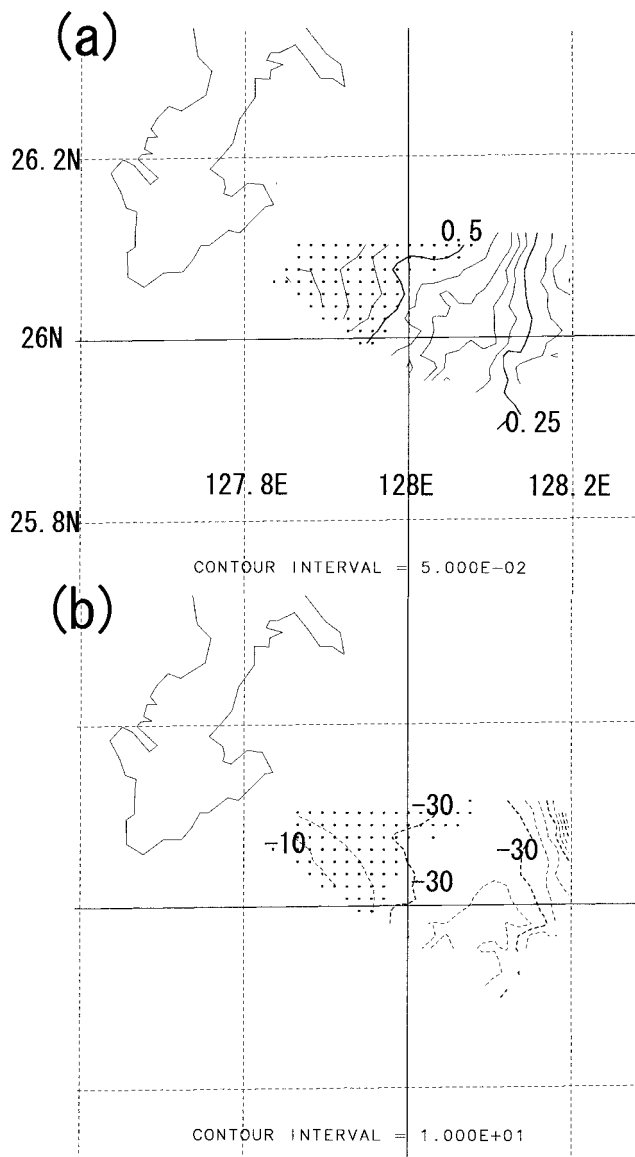 (a)
26.2N
0.5
26N
0.25
127.8E 128E 128.2E
25.8N
CONTOUR INTERVAL = 5.000E-02
(b)
-30
-10
-30
-30
CONTOUR INTERVAL = 1.000E+01